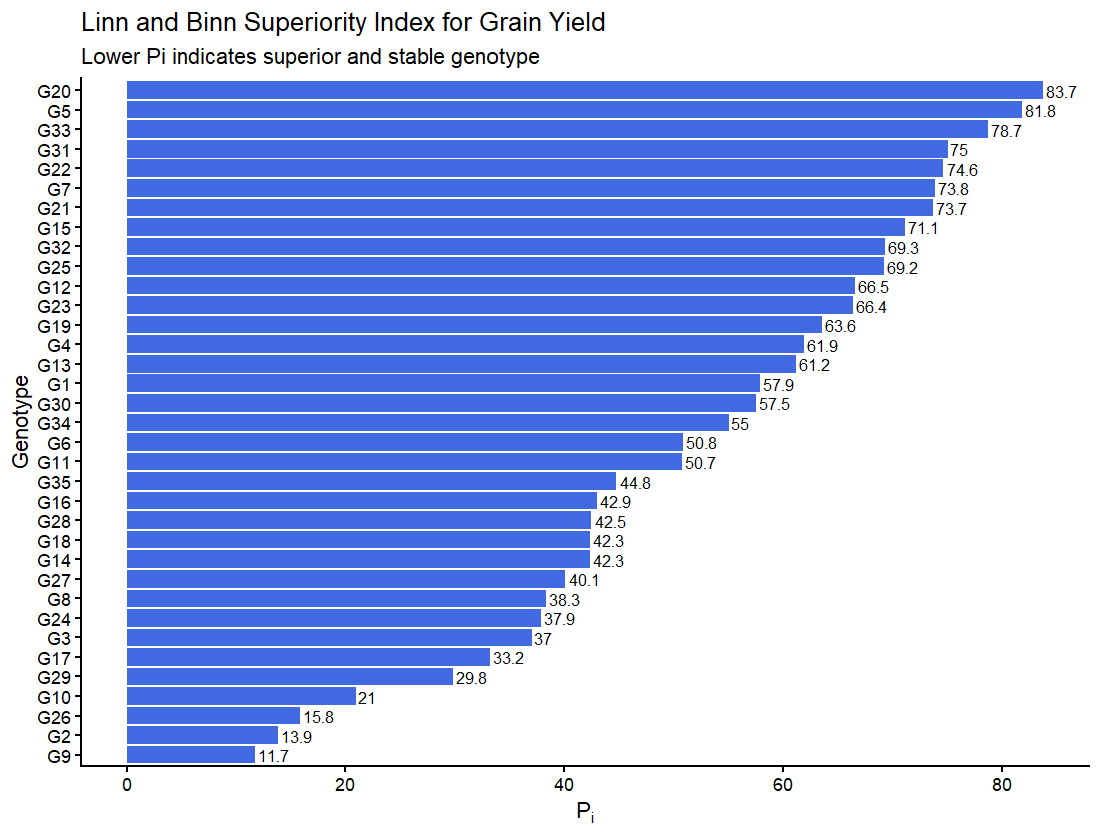 Linn and Binn Superiority Index for Grain Yield
Lower Pi indicates superior and stable genotype
Genotype
G20 83.7
G5 81.8
G33 78.7
G31 75
G22 74.6
G7 73.8
G21 73.7
G15 71.1
G32 69.3
G25 69.2
G12 66.5
G23 66.4
G19 63.6
G4 61.9
G13 61.2
G1 57.9
G30 57.5
G34 55
G6 50.8
G11 50.7
G35 44.8
G16 42.9
G28 42.5
G18 42.3
G14 42.3
G27 40.1
G8 38.3
G24 37.9
G3 37
G17 33.2
G29 29.8
G10 21
G26 15.8
G2 13.9
G9 11.7
0 20 40 60 80
Pi